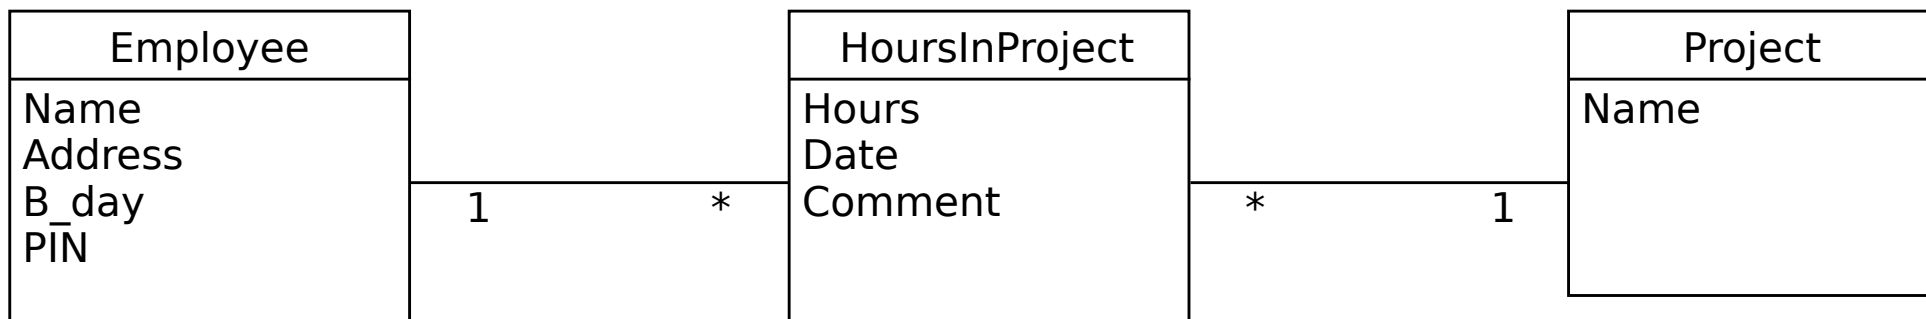 Employee
Name
Address
B_day
PIN
1
*
HoursInProject
Hours
Date
Comment
*
1
Project
Name